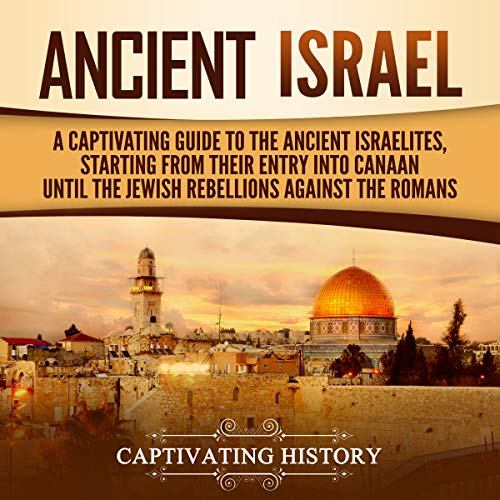 ANCIENT ISRAEL
A CAPTIVATING GUIDE TO THE ANCIENT ISRAELITES,
STARTING FROM THEIR ENTRY INTO CANAAN
UNTIL THE JEWISH REBELLIONS AGAINST THE ROMANS
CAPTIVATING HISTORY